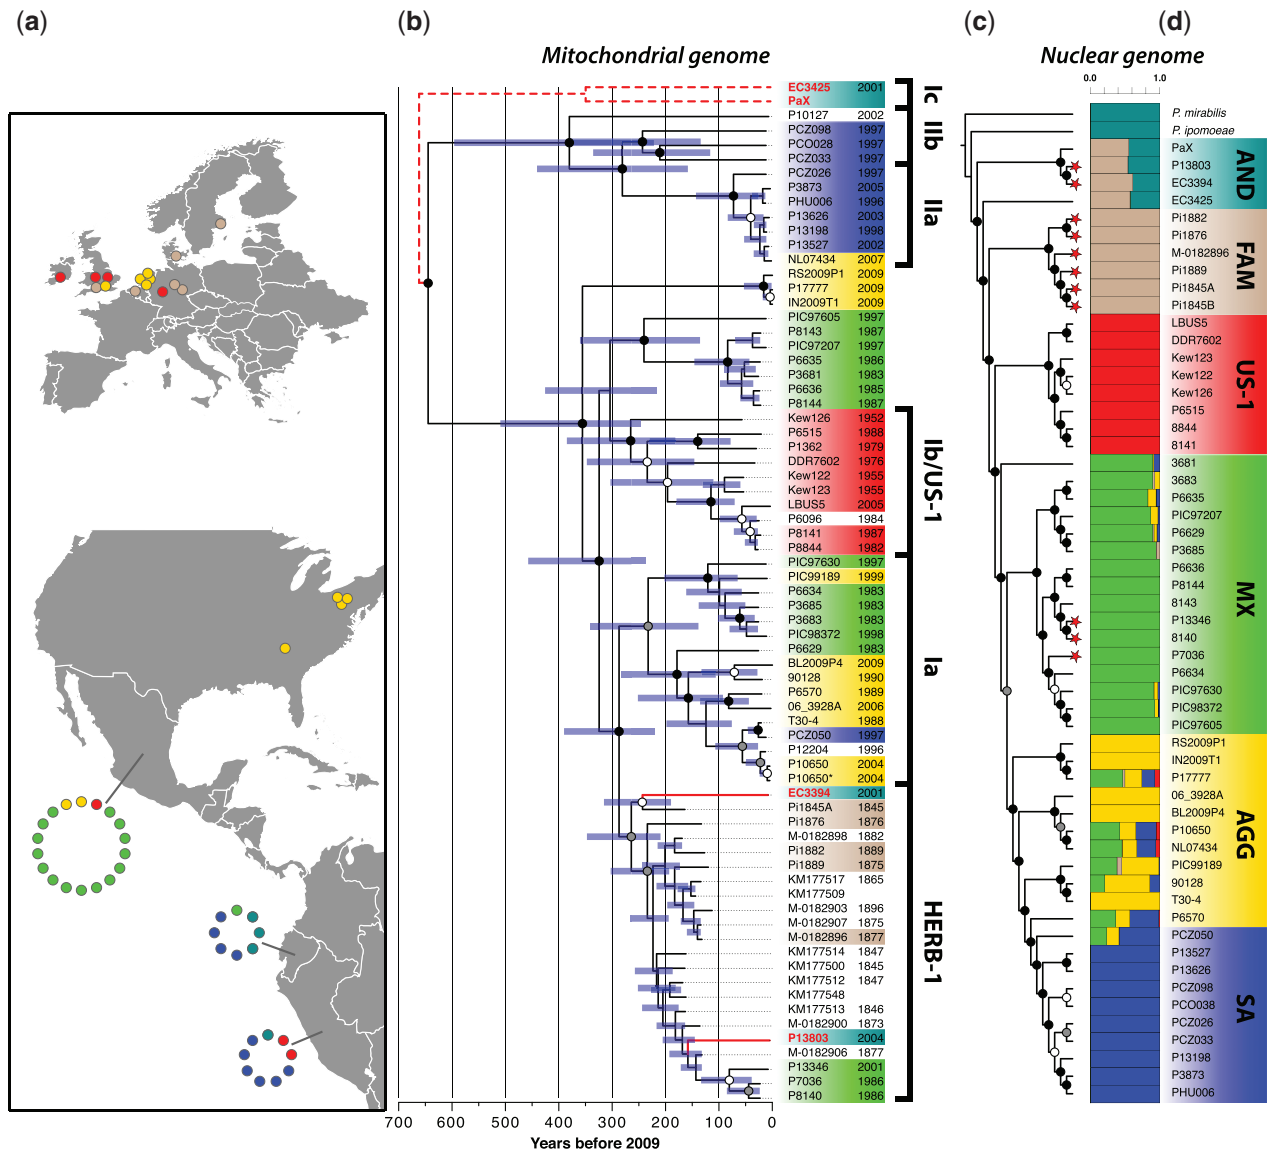 (a)
(b)
(c)
(d)
Mitochondrial genome
Nuclear genome
EC3425 2001
PaX
P10127 2002
PCZ098 1997
PCO028 1997
PCZ033 1997
PCZ026 1997
P3873 2005
PHU006 1996
P13626 2003
P13198 1998
P13527 2002
NL07434 2007
RS2009P1 2009
P17777 2009
IN2009T1 2009
PIC97605 1997
P8143 1987
PIC97207 1997
P6635 1986
P3681 1983
P6636 1985
P8144 1987
Kew126 1952
P6515 1988
P1362 1979
DDR7602 1976
Kew122 1955
Kew123 1955
LBUS5 2005
P6096 1984
P8141 1987
P8844 1982
PIC97630 1997
PIC99189 1999
P6634 1983
P3685 1983
P3683 1983
PIC98372 1998
P6629 1983
BL2009P4 2009
90128 1990
P6570 1989
06_3928A 2006
T30-4 1988
PCZ050 1997
P12204 1996
P10650 2004
P10650* 2004
EC3394 2001
Pi1845A 1845
Pi1876 1876
M-0182898 1882
Pi1882 1889
Pi1889 1875
KM177517 1865
KM177509
M-0182903 1896
M-0182907 1875
M-0182896 1877
KM177514 1847
KM177500 1845
KM177512 1847
KM177548
KM177513 1846
M-0182900 1873
P13803 2004
M-0182906 1877
P13346 2001
P7036 1986
P8140 1986
700 600 500 400 300 200 100 0
Years before 2009
Ic
IIb
IIa
Ib/US-1
Ia
HERB-1
0.0 1.0
P. mirabilis
P. ipomoeae
PaX
P13803
EC3394
EC3425
Pi1882
Pi1876
M-0182896
Pi1889
Pi1845A
Pi1845B
LBUS5
DDR7602
Kew123
Kew122
Kew126
P6515
8844
8141
3681
3683
P6635
PIC97207
P6629
P3685
P6636
P8144
8143
P13346
8140
P7036
P6634
PIC97630
PIC98372
PIC97605
RS2009P1
IN2009T1
P17777
06_3928A
BL2009P4
P10650
NL07434
PIC99189
90128
T30-4
P6570
PCZ050
P13527
P13626
PCZ098
PCO038
PCZ026
PCZ033
P13198
P3873
PHU006
AND
FAM
US-1
MX
AGG
SA